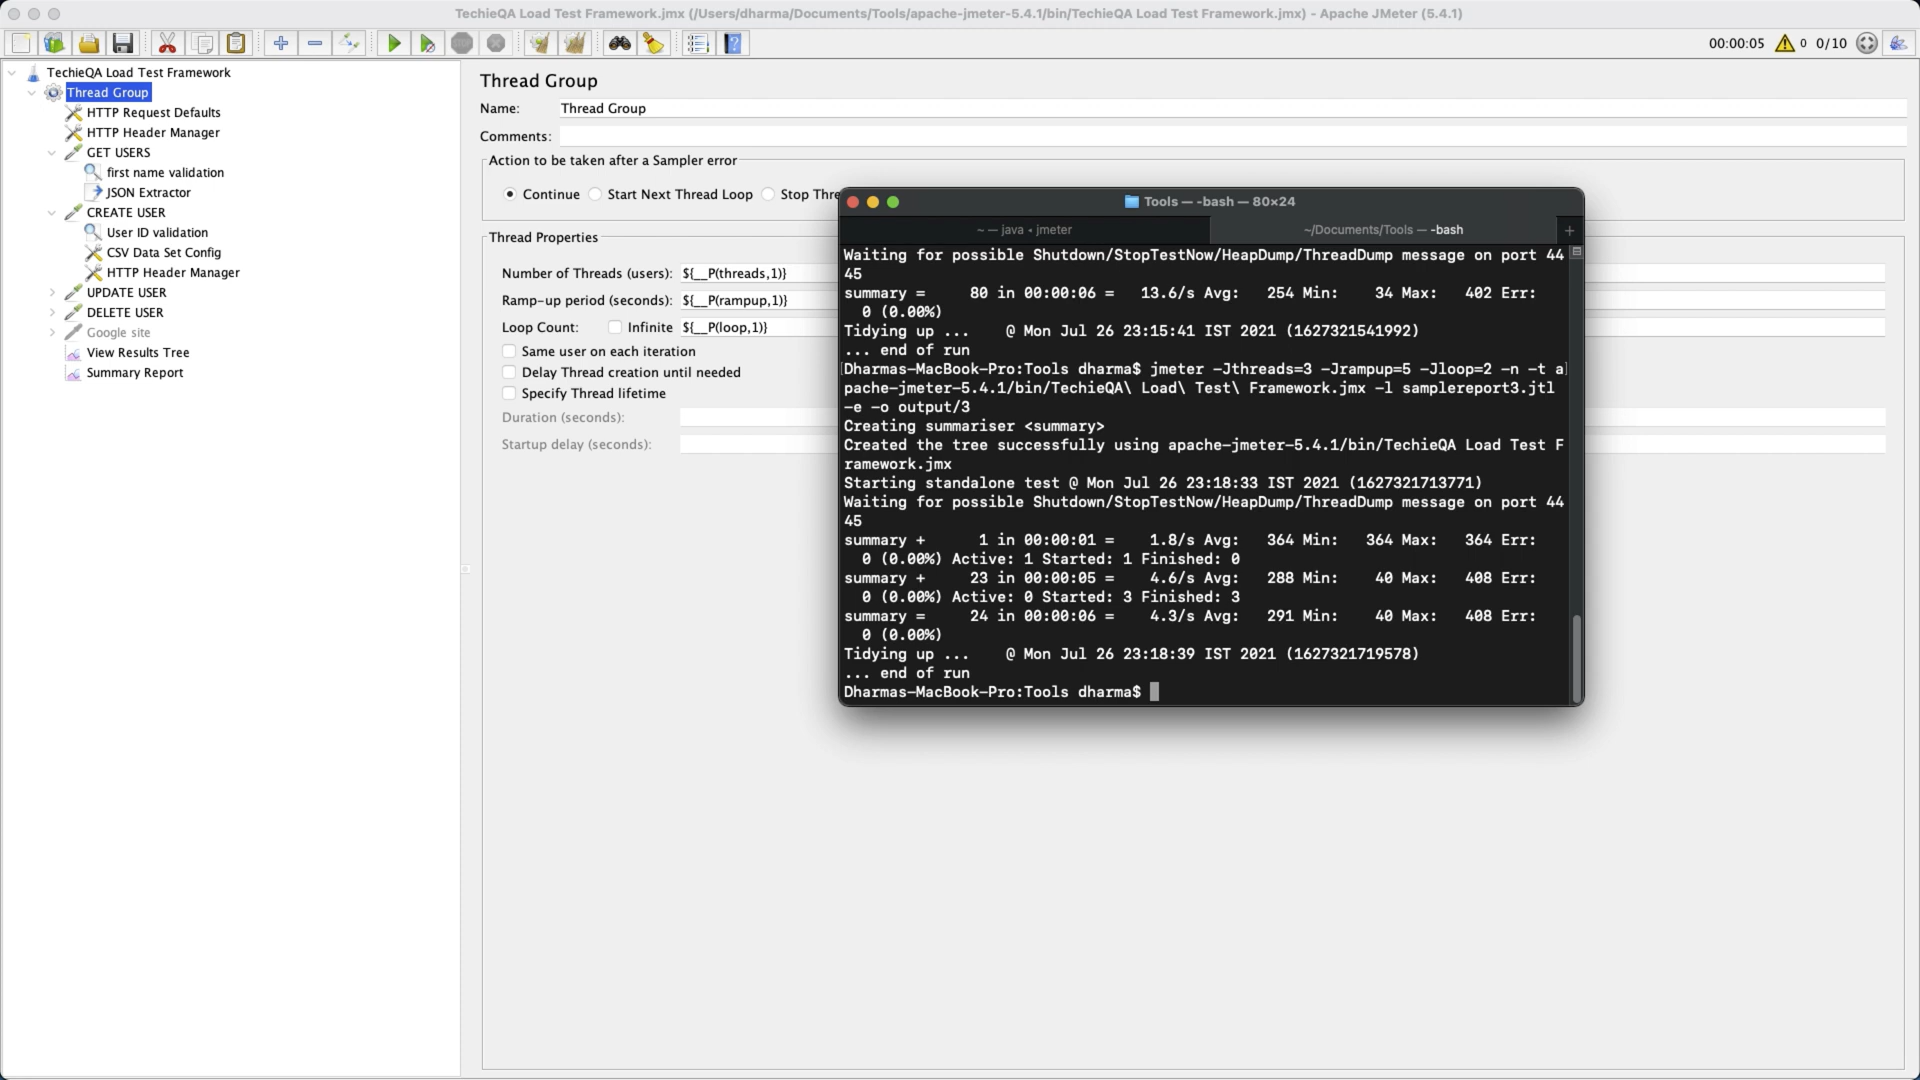 TechieQA Load Test Framework.jmx (/Users/dharma/Documents/Tools/apache-jmeter-5.4.1/bin/TechieQA Load Test Framework.jmx) - Apache JMeter (5.4.1)
00:00:05 0 0/10
TechieQA Load Test Framework
Thread Group
HTTP Request Defaults
HTTP Header Manager
GET USERS
first name validation
JSON Extractor
CREATE USER
User ID validation
CSV Data Set Config
HTTP Header Manager
UPDATE USER
DELETE USER
Google site
View Results Tree
Summary Report
Thread Group
Name: Thread Group
Comments:
Action to be taken after a Sampler error
Continue Start Next Thread Loop Stop Thre
Thread Properties
Number of Threads (users): ${__P(threads,1)}
Ramp-up period (seconds): ${__P(rampup,1)}
Loop Count: Infinite ${__P(loop,1)}
Same user on each iteration
Delay Thread creation until needed
Specify Thread lifetime
Duration (seconds):
Startup delay (seconds):
Tools — -bash — 80×24
~ — java ◂ jmeter
~/Documents/Tools — -bash
Waiting for possible Shutdown/StopTestNow/HeapDump/ThreadDump message on port 44
45
summary =     80 in 00:00:06 =   13.6/s Avg:   254 Min:    34 Max:   402 Err:
0 (0.00%)
Tidying up ...    @ Mon Jul 26 23:15:41 IST 2021 (1627321541992)
... end of run
[Dharmas-MacBook-Pro:Tools dharma$ jmeter -Jthreads=3 -Jrampup=5 -Jloop=2 -n -t a]
pache-jmeter-5.4.1/bin/TechieQA\ Load\ Test\ Framework.jmx -l samplereport3.jtl
-e -o output/3
Creating summariser <summary>
Created the tree successfully using apache-jmeter-5.4.1/bin/TechieQA Load Test F
ramework.jmx
Starting standalone test @ Mon Jul 26 23:18:33 IST 2021 (1627321713771)
Waiting for possible Shutdown/StopTestNow/HeapDump/ThreadDump message on port 44
45
summary +      1 in 00:00:01 =    1.8/s Avg:   364 Min:   364 Max:   364 Err:
0 (0.00%) Active: 1 Started: 1 Finished: 0
summary +     23 in 00:00:05 =    4.6/s Avg:   288 Min:    40 Max:   408 Err:
0 (0.00%) Active: 0 Started: 3 Finished: 3
summary =     24 in 00:00:06 =    4.3/s Avg:   291 Min:    40 Max:   408 Err:
0 (0.00%)
Tidying up ...    @ Mon Jul 26 23:18:39 IST 2021 (1627321719578)
... end of run
Dharmas-MacBook-Pro:Tools dharma$